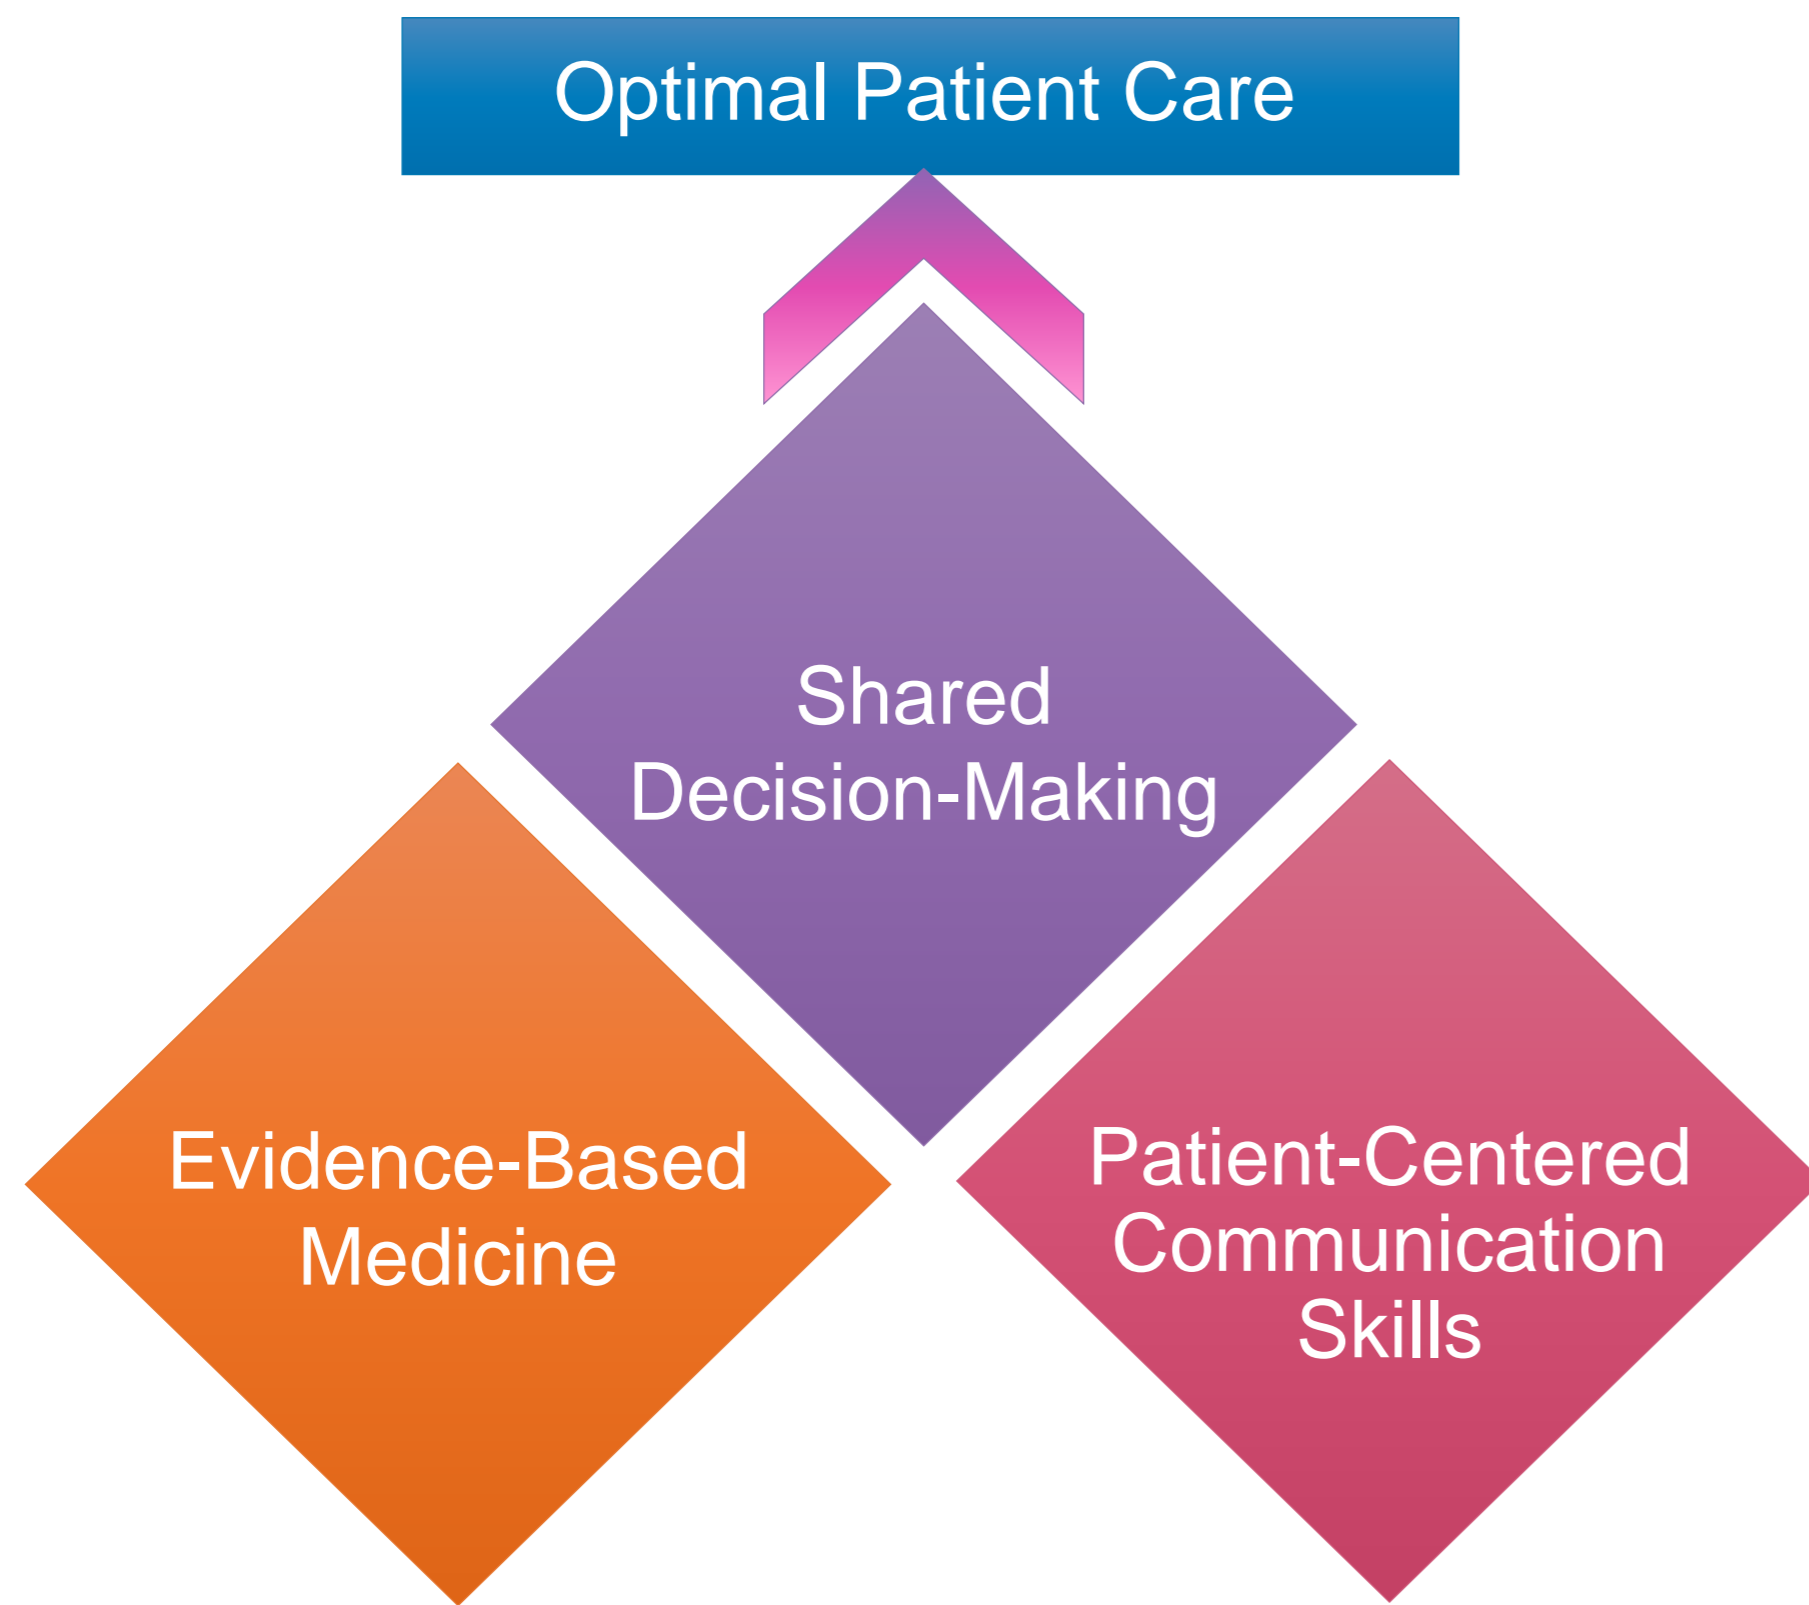 Optimal Patient Care
Shared
Decision-Making
Evidence-Based
Medicine
Patient-Centered
Communication
Skills